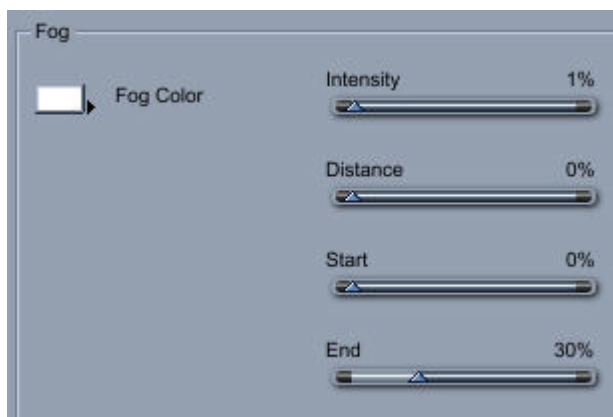 Fog
Fog Color
Intensity 1%
Distance 0%
Start 0%
End 30%